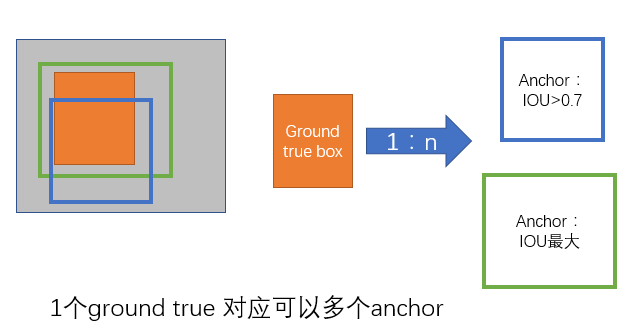 Ground
true box
1：n
Anchor：
IOU>0.7
Anchor：
IOU最大
1个ground true 对应可以多个anchor